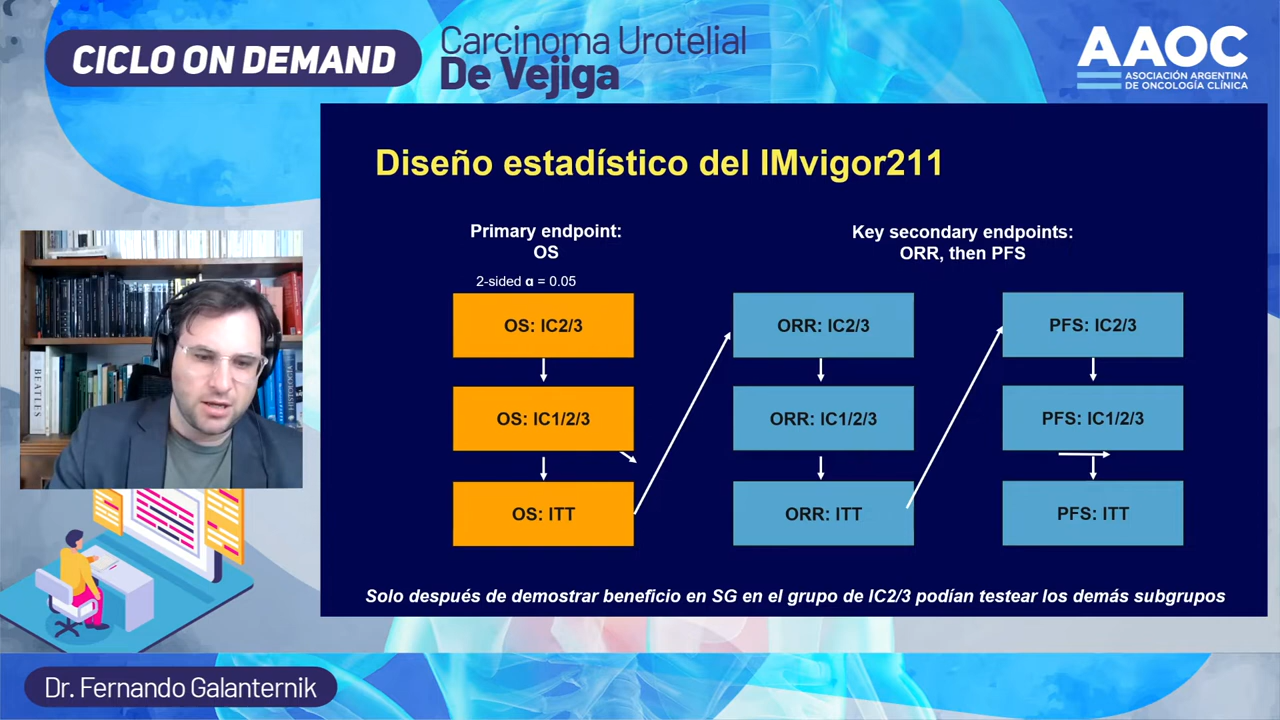 CICLO ON DEMAND
Carcinoma Urotelial
De Vejiga
AAOC
ASOCIACIÓN ARGENTINA
DE ONCOLOGÍA CLÍNICA
Diseño estadístico del IMvigor211
Primary endpoint:
OS
2-sided α = 0.05
OS: IC2/3
OS: IC1/2/3
OS: ITT
Key secondary endpoints:
ORR, then PFS
ORR: IC2/3
ORR: IC1/2/3
ORR: ITT
PFS: IC2/3
PFS: IC1/2/3
PFS: ITT
Solo después de demostrar beneficio en SG en el grupo de IC2/3 podían testear los demás subgrupos
BEATLES
HISTOLOGIA
Dr. Fernando Galanternik